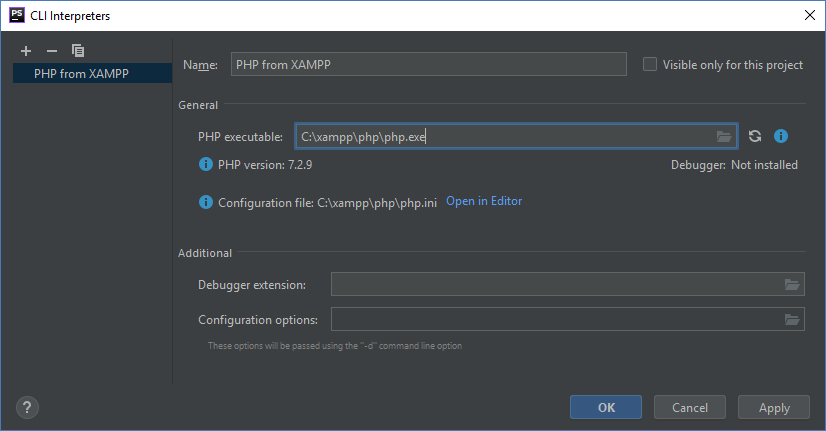 PS CLI Interpreters
PHP from XAMPP
Name: PHP from XAMPP Visible only for this project
General
PHP executable: C:\xampp\php\php.exe
PHP version: 7.2.9 Debugger: Not installed
Configuration file: C:\xampp\php\php.ini Open in Editor
Additional
Debugger extension:
Configuration options:
These options will be passed using the "-d" command line option
? OK Cancel Apply